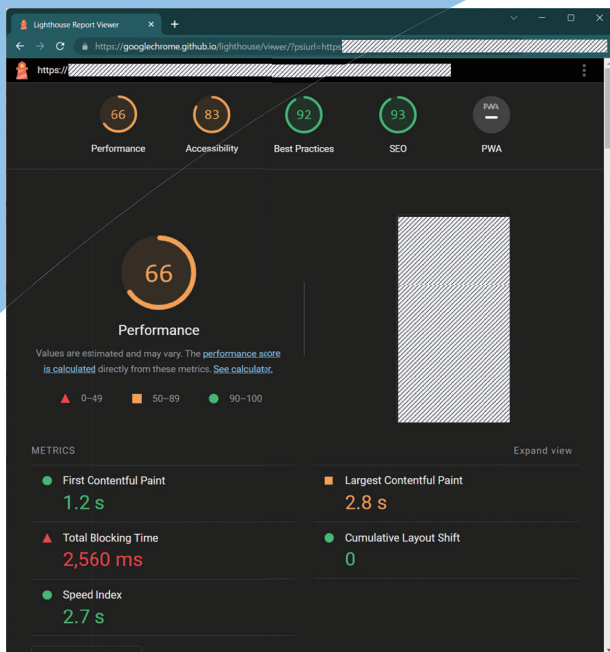 Lighthouse Report Viewer
https://googlechrome.github.io/lighthouse/viewer/?psiurl=https
https://
66
83
92
93
PWA
Performance
Accessibility
Best Practices
SEO
PWA
66
Performance
Values are estimated and may vary. The performance score
is calculated directly from these metrics. See calculator.
0–49
50–89
90–100
METRICS
Expand view
First Contentful Paint
1.2 s
Largest Contentful Paint
2.8 s
Total Blocking Time
2,560 ms
Cumulative Layout Shift
0
Speed Index
2.7 s